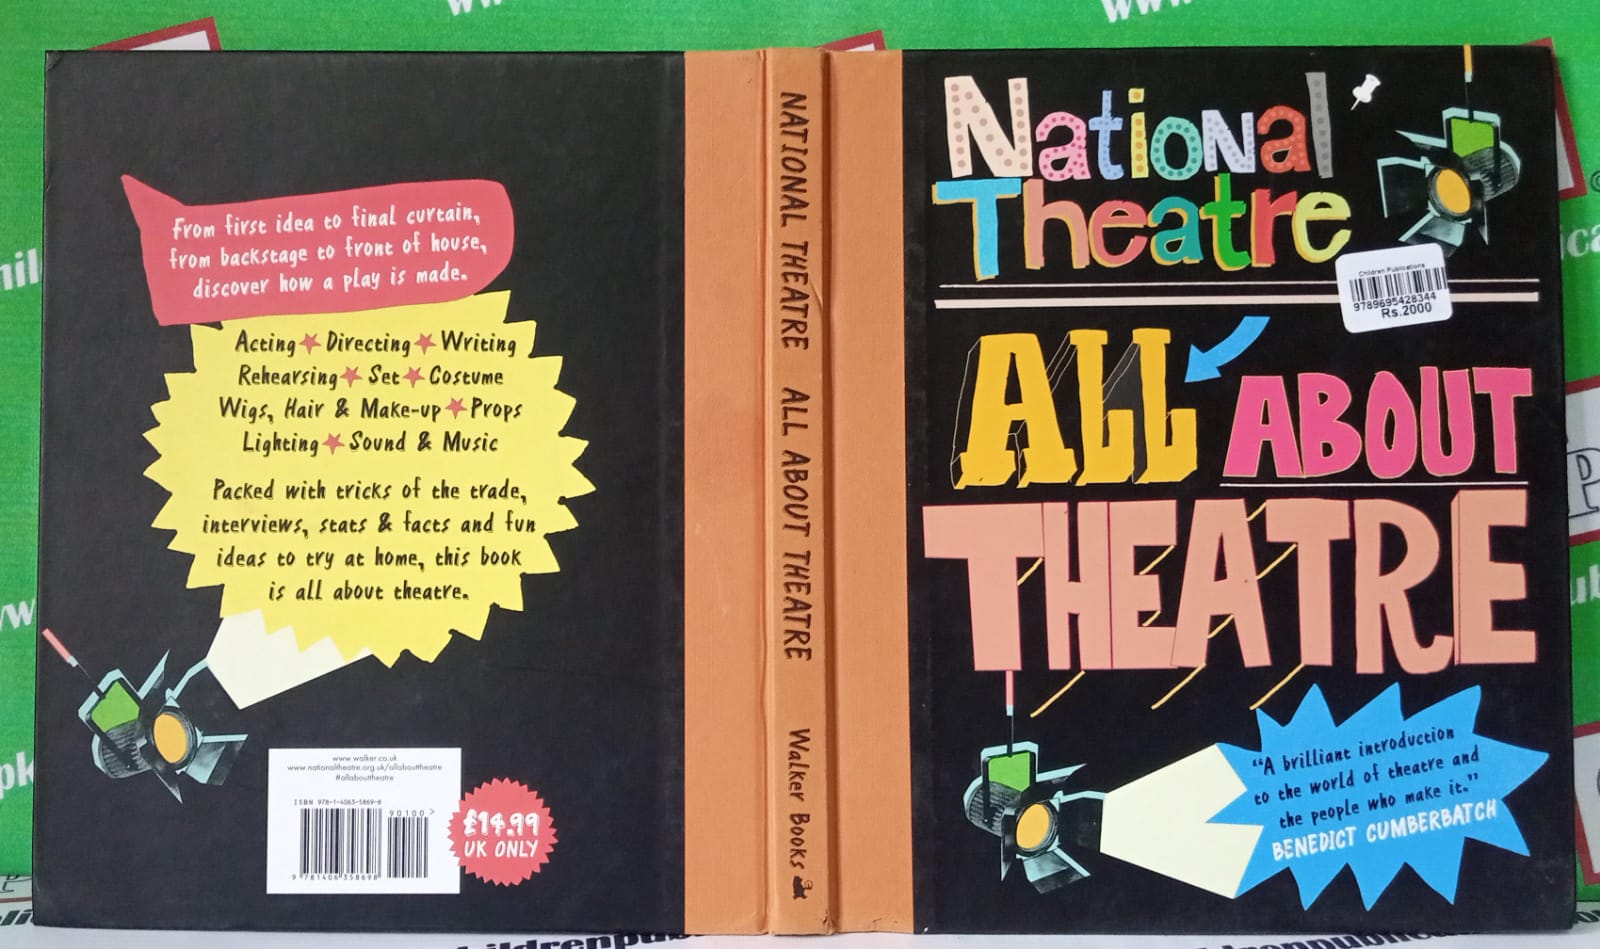 From first idea to final curtain,
from backstage to front of house,
discover how a play is made.
Acting ★ Directing ★ Writing
Rehearsing ★ Set ★ Costume
Wigs, Hair & Make-up ★ Props
Lighting ★ Sound & Music
Packed with tricks of the trade,
interviews, stats & facts and fun
ideas to try at home, this book
is all about theatre.
www.walker.co.uk
www.nationaltheatre.org.uk/allabouttheatre
#allabouttheatre
ISBN 978-1-4063-5869-8
90100>
9 781406 358698
£14.99
UK ONLY
NATIONAL THEATRE ALL ABOUT THEATRE Walker Books
National
Theatre
Children Publications
9789695428344
Rs.2000
ALL
ABOUT
THEATRE
"A brilliant introduction
to the world of theatre and
the people who make it."
BENEDICT CUMBERBATCH